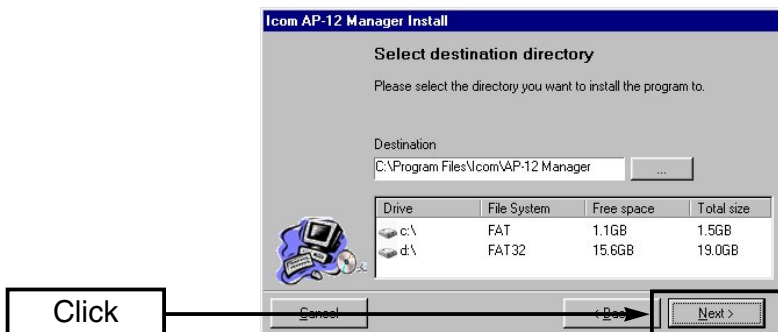 Icom AP-12 Manager Install
Select destination directory
Please select the directory you want to install the program to.
Destination
C:\Program Files\Icom\AP-12 Manager ...
Drive File System Free space Total size
c:\ FAT 1.1GB 1.5GB
d:\ FAT32 15.6GB 19.0GB
Click Cancel < Back Next >